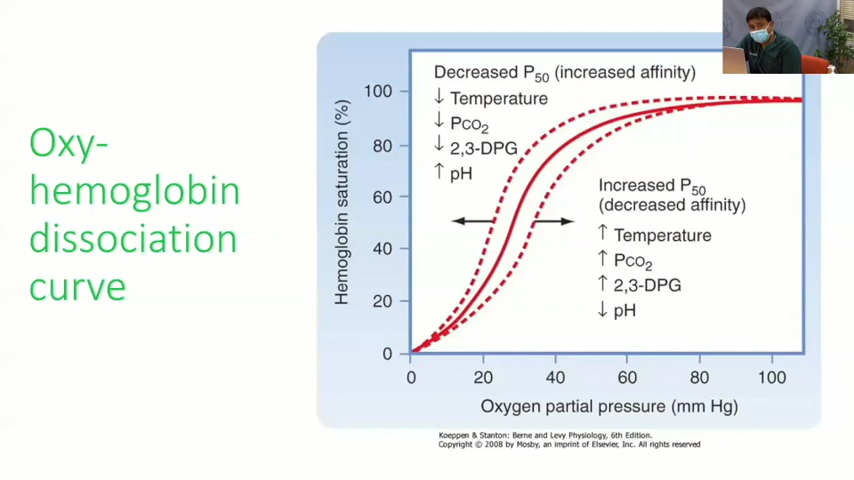 Oxy-
hemoglobin
dissociation
curve
Decreased P50 (increased affinity)
↓ Temperature
↓ PCO2
↓ 2,3-DPG
↑ pH
Increased P50
(decreased affinity)
↑ Temperature
↑ PCO2
↑ 2,3-DPG
↓ pH
Hemoglobin saturation (%)
100
80
60
40
20
0
0 20 40 60 80 100
Oxygen partial pressure (mm Hg)
Koeppen & Stanton: Berne and Levy Physiology, 6th Edition.
Copyright © 2008 by Mosby, an imprint of Elsevier, Inc. All rights reserved